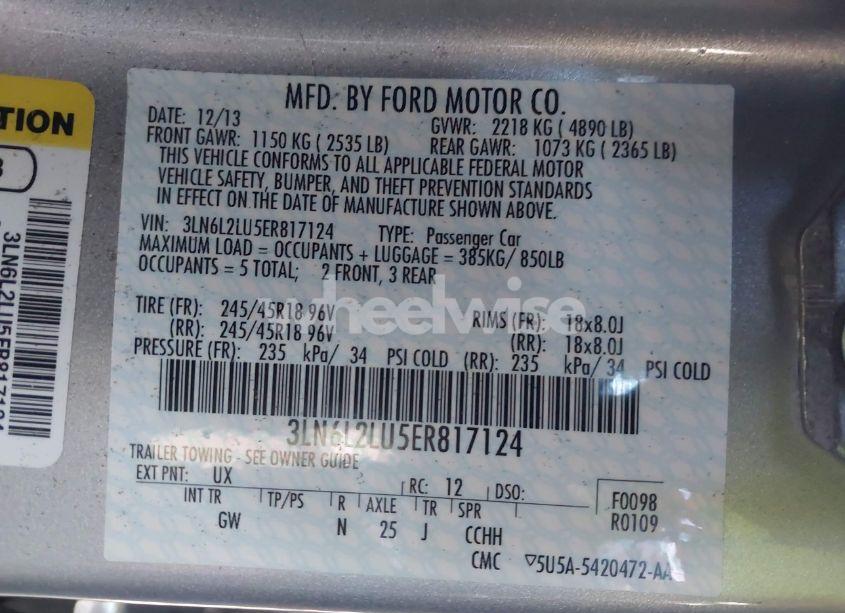 TION
3LN6L2LU5ER817124
MFD. BY FORD MOTOR CO.
DATE: 12/13 GVWR: 2218 KG ( 4890 LB)
FRONT GAWR: 1150 KG ( 2535 LB) REAR GAWR: 1073 KG ( 2365 LB)
THIS VEHICLE CONFORMS TO ALL APPLICABLE FEDERAL MOTOR
VEHICLE SAFETY, BUMPER, AND THEFT PREVENTION STANDARDS
IN EFFECT ON THE DATE OF MANUFACTURE SHOWN ABOVE.
VIN: 3LN6L2LU5ER817124 TYPE: Passenger Car
MAXIMUM LOAD = OCCUPANTS + LUGGAGE = 385KG/ 850LB
OCCUPANTS = 5 TOTAL; 2 FRONT, 3 REAR
wheelwise
TIRE (FR): 245/45R18 96V RIMS (FR): 18x8.0J
(RR): 245/45R18 96V (RR): 18x8.0J
PRESSURE (FR): 235 kPa/ 34 PSI COLD (RR): 235 kPa/ 34 PSI COLD
3LN6L2LU5ER817124
TRAILER TOWING - SEE OWNER GUIDE
EXT PNT: UX RC: 12 DSO:
INT TR TP/PS R AXLE TR SPR F0098
GW N 25 J CCHH R0109
CMC ▽5U5A-5420472-AA